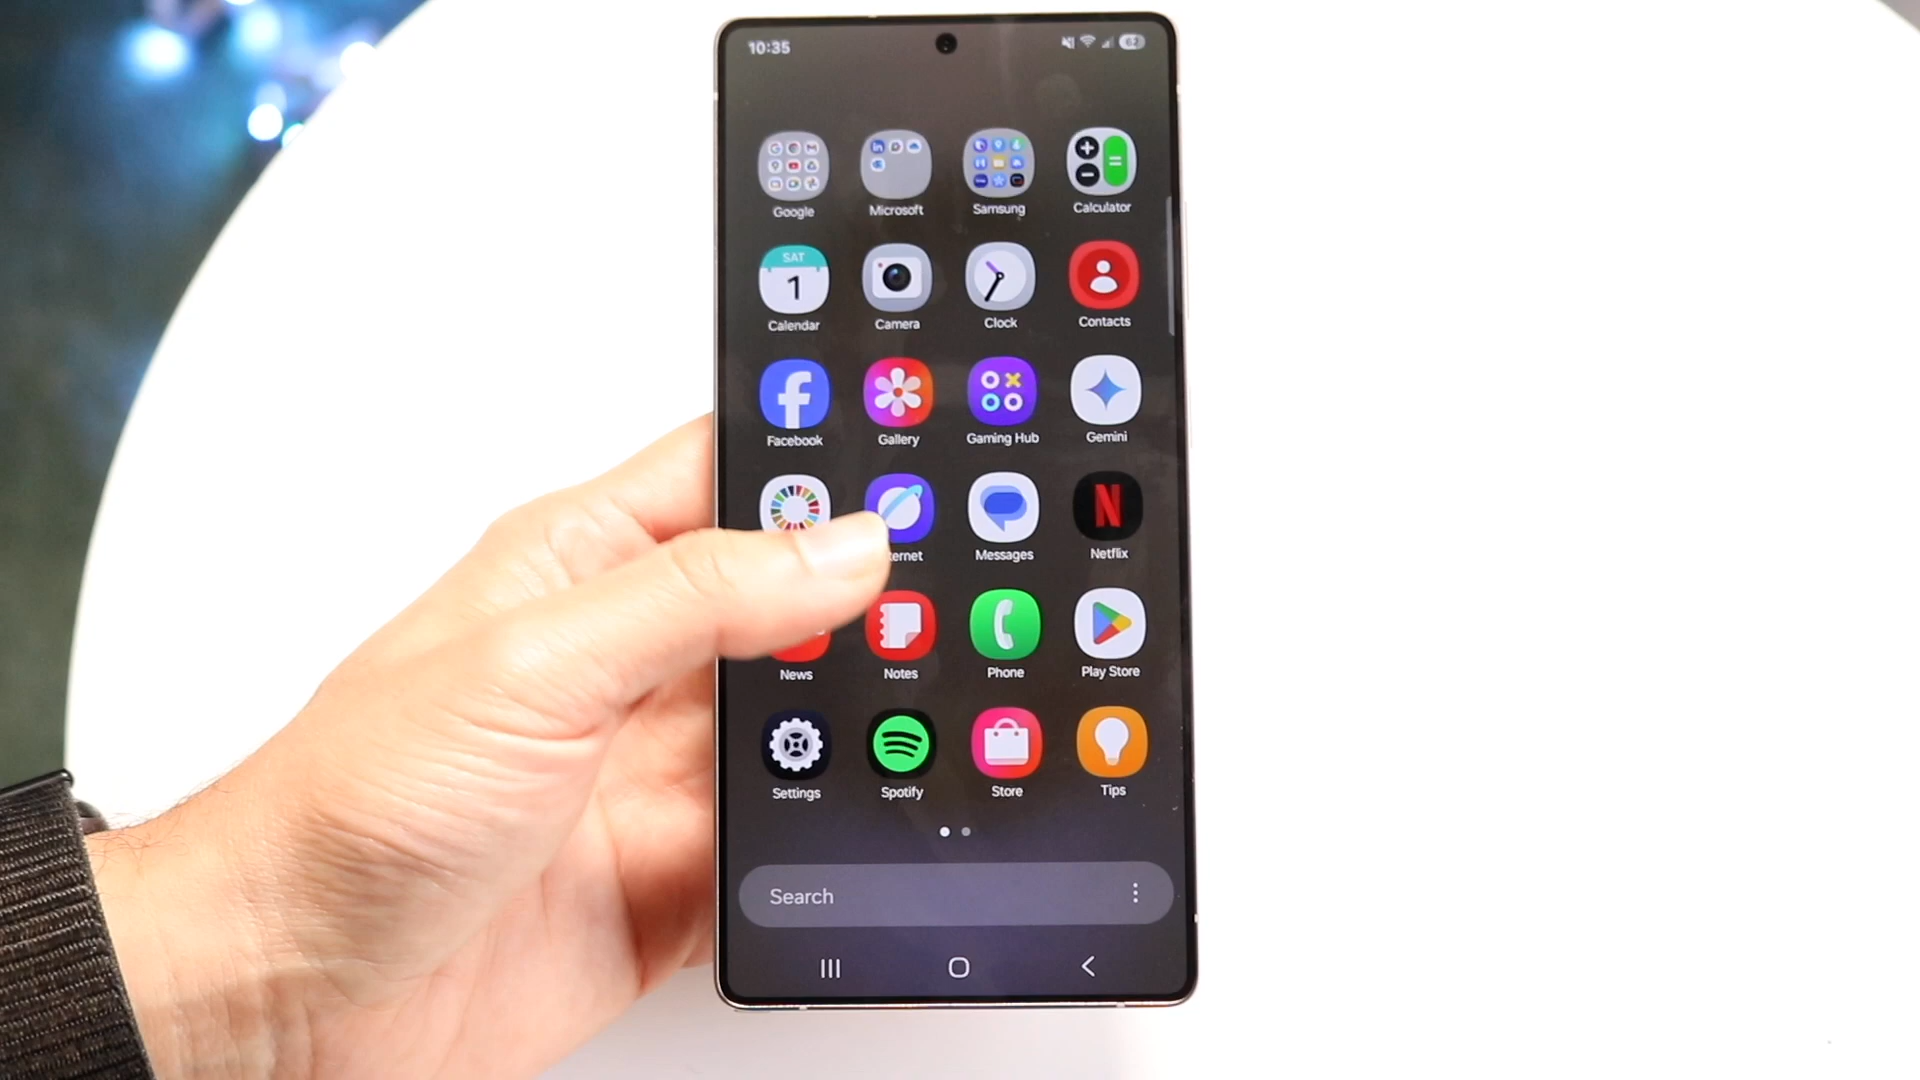 10:35
62
Google Microsoft Samsung Calculator
SAT
1
Calendar Camera Clock Contacts
Facebook Gallery Gaming Hub Gemini
N
ternet Messages Netflix
News Notes Phone Play Store
Settings Spotify Store Tips
Search